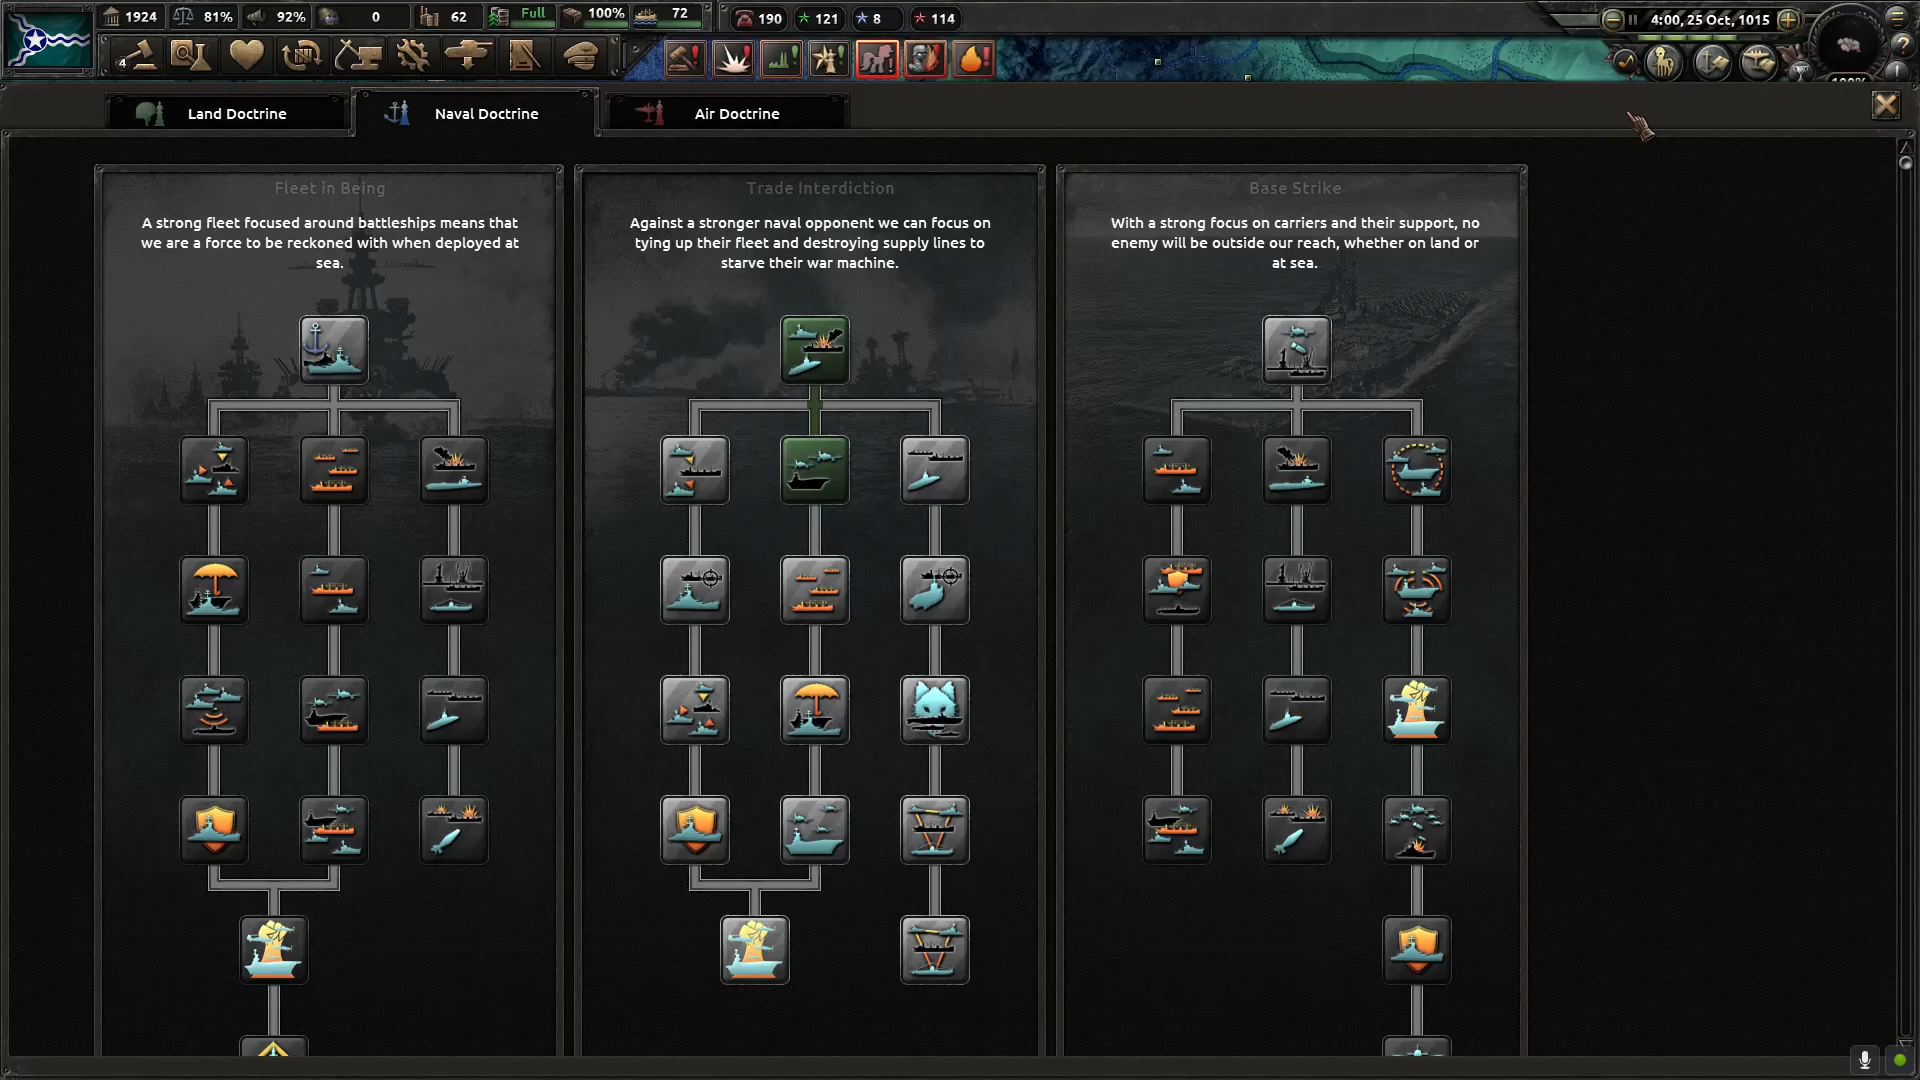 1924
81%
92%
0
62
Full
100%
72
190
121
8
114
4:00, 25 Oct, 1015
4
Land Doctrine
Naval Doctrine
Air Doctrine
Fleet in Being
A strong fleet focused around battleships means that
we are a force to be reckoned with when deployed at
sea.
Trade Interdiction
Against a stronger naval opponent we can focus on
tying up their fleet and destroying supply lines to
starve their war machine.
Base Strike
With a strong focus on carriers and their support, no
enemy will be outside our reach, whether on land or
at sea.